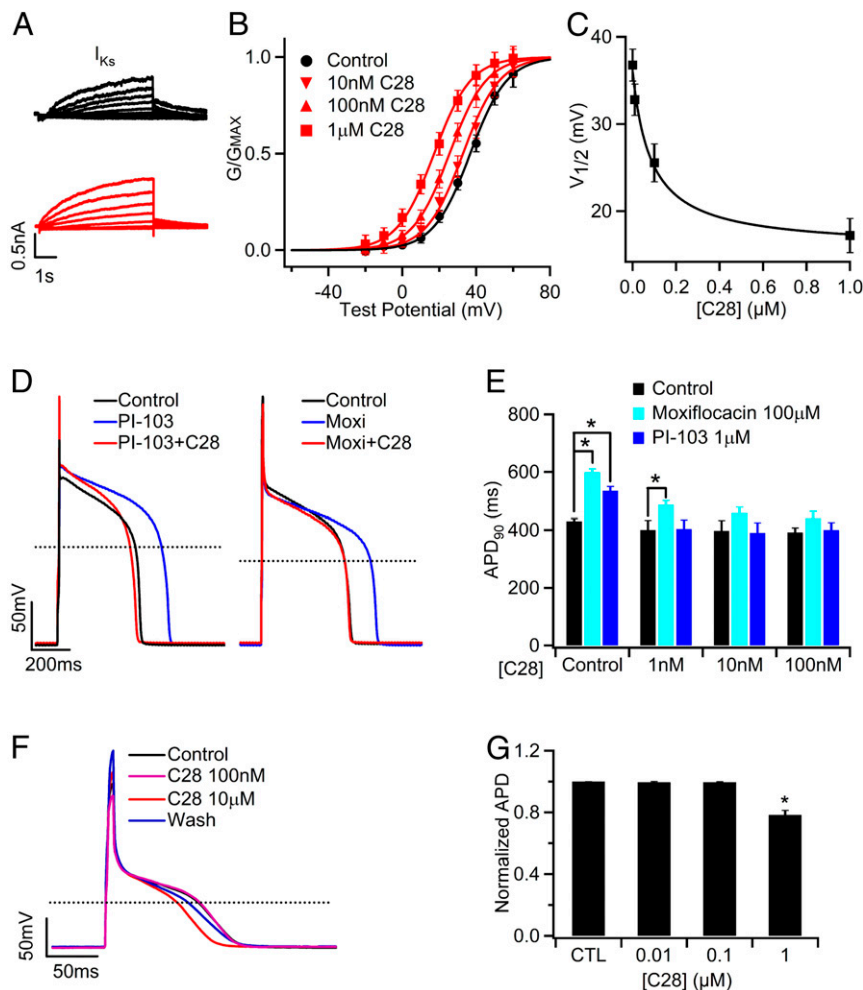 A
I_Ks
0.5nA
1s
B
Control
10nM C28
100nM C28
1μM C28
G/GMAX
1.0
0.5
0.0
-40
0
40
80
Test Potential (mV)
C
V1/2 (mV)
40
30
20
0.0
0.2
0.4
0.6
0.8
1.0
[C28] (μM)
D
Control
PI-103
PI-103+C28
Control
Moxi
Moxi+C28
50mV
200ms
E
Control
Moxiflocacin 100μM
PI-103 1μM
APD90 (ms)
800
600
400
200
0
*
*
*
[C28]
Control
1nM
10nM
100nM
F
Control
C28 100nM
C28 10μM
Wash
50mV
50ms
G
Normalized APD
1.2
0.8
0.4
0.0
*
CTL
0.01
0.1
1
[C28] (μM)